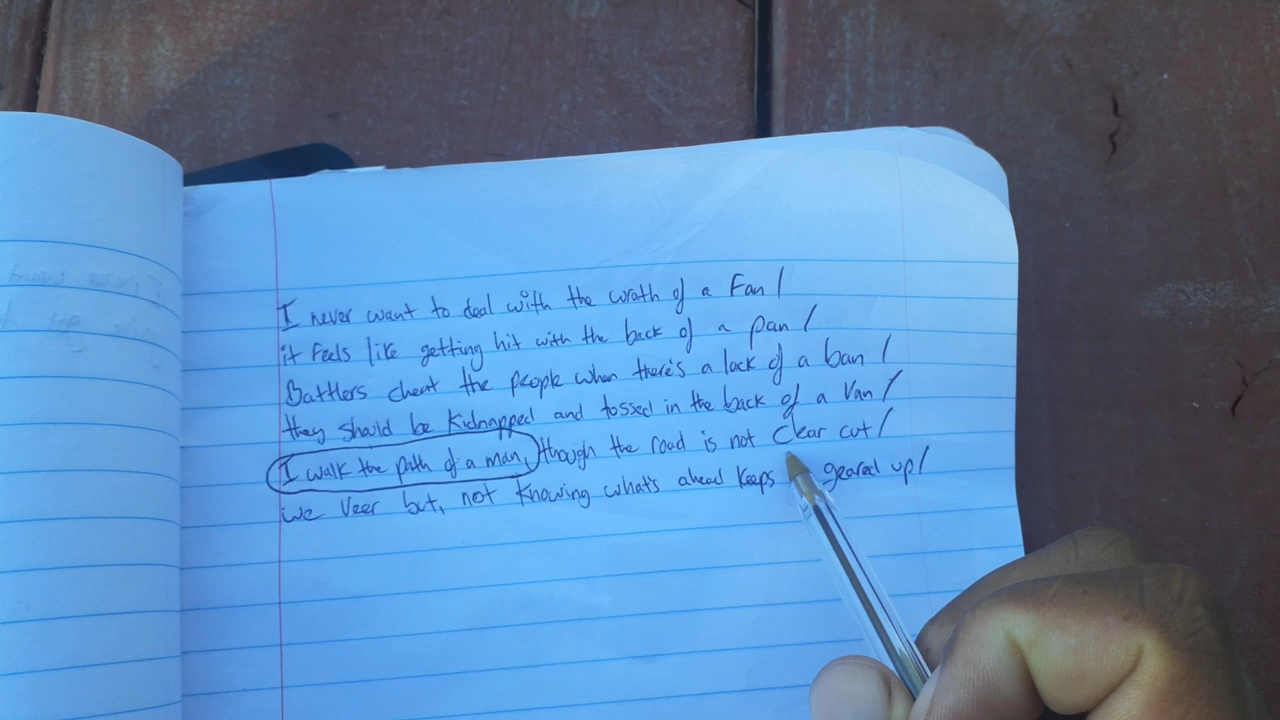 I never want to deal with the wrath of a Fan /
it Feels like getting hit with the back of a pan /
Battlers cheat the people when there's a lack of a ban /
they should be kidnapped and tossed in the back of a Van /
I walk the path of a man, though the road is not clear cut /
we veer but, not knowing what's ahead keeps geared up /